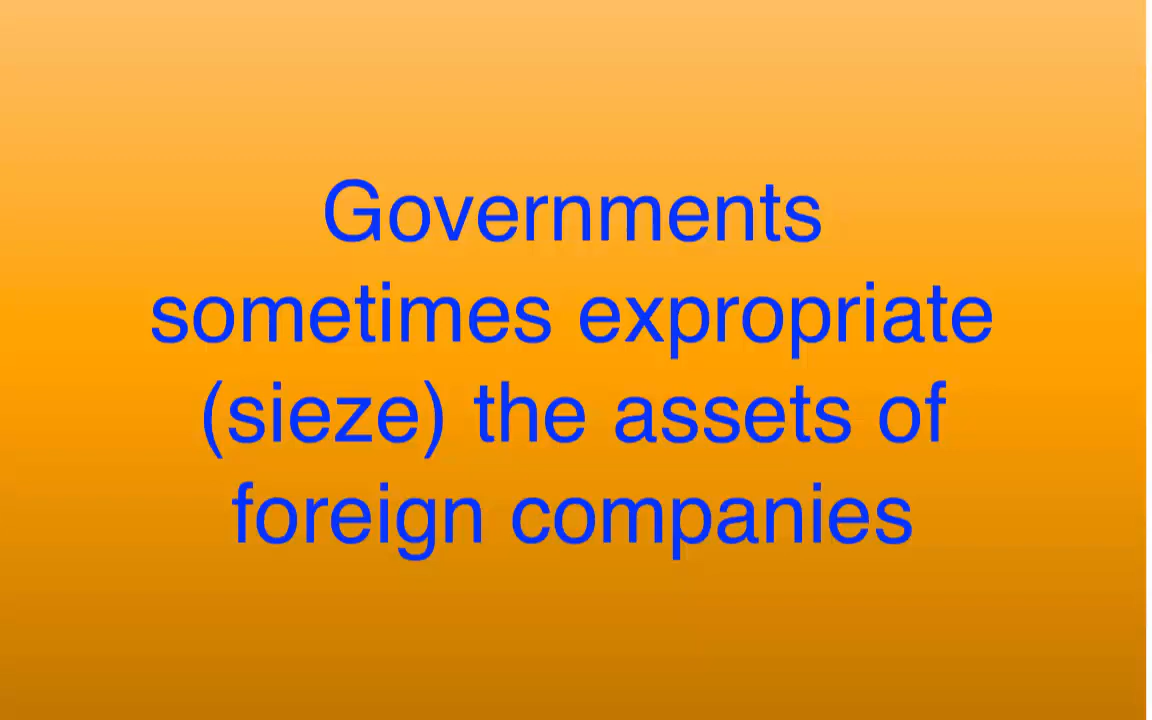 Governments
sometimes expropriate
(sieze) the assets of
foreign companies